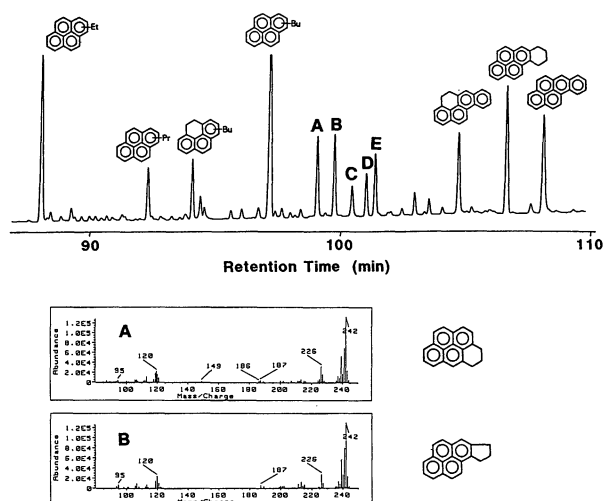 Et
Bu
Pr
Bu
A B C D E
90 100 110
Retention Time (min)
A
Abundance
1.2E5
1.0E5
8.0E4
6.0E4
4.0E4
2.0E4
0.0
95 120 149 186 187 226 242
100 120 140 160 180 200 220 240
Mass/Charge
B
Abundance
1.2E5
1.0E5
8.0E4
6.0E4
4.0E4
2.0E4
0.0
95 120 187 226 242
100 120 140 160 180 200 220 240